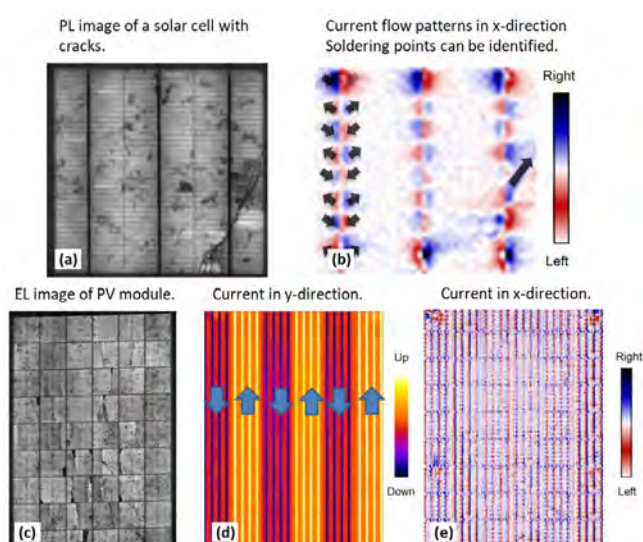 PL image of a solar cell with
cracks.
Current flow patterns in x-direction
Soldering points can be identified.
Right
Left
(a)
(b)
EL image of PV module.
Current in y-direction.
Current in x-direction.
Up
Down
Right
Left
(c)
(d)
(e)